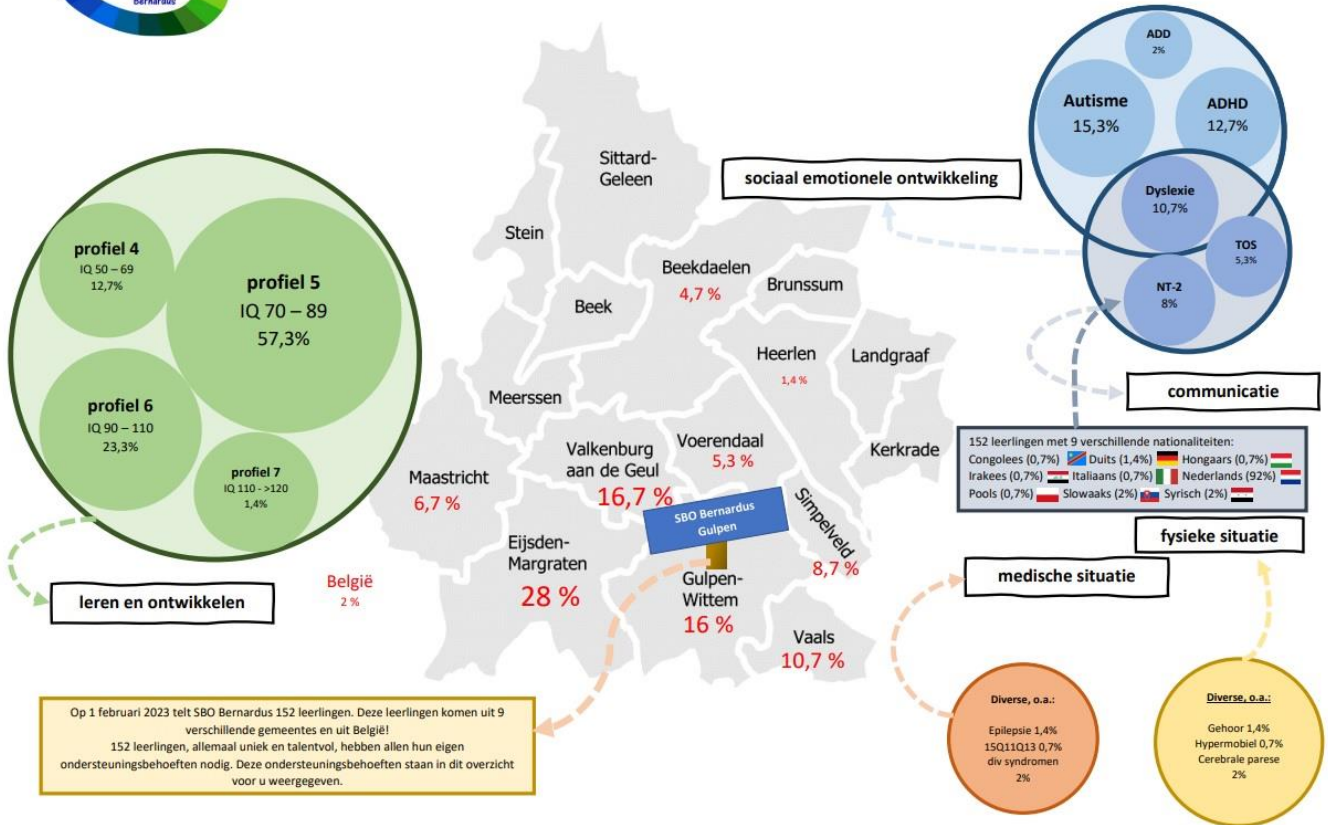 Bernardus
ADD
2%
Autisme
15,3%
ADHD
12,7%
Dyslexie
10,7%
TOS
5,3%
NT-2
8%
sociaal emotionele ontwikkeling
communicatie
profiel 4
IQ 50 – 69
12,7%
profiel 5
IQ 70 – 89
57,3%
profiel 6
IQ 90 – 110
23,3%
profiel 7
IQ 110 - >120
1,4%
leren en ontwikkelen
Sittard-
Geleen
Stein
Beekdaelen
4,7 %
Brunssum
Beek
Heerlen
1,4 %
Landgraaf
Meerssen
Kerkrade
Valkenburg
aan de Geul
16,7 %
Voerendaal
5,3 %
Maastricht
6,7 %
SBO Bernardus
Gulpen
Simpelveld
8,7 %
Eijsden-
Margraten
28 %
Gulpen-
Wittem
16 %
Vaals
10,7 %
België
2 %
152 leerlingen met 9 verschillende nationaliteiten:
Congolees (0,7%) Duits (1,4%) Hongaars (0,7%)
Irakees (0,7%) Italiaans (0,7%) Nederlands (92%)
Pools (0,7%) Slowaaks (2%) Syrisch (2%)
fysieke situatie
medische situatie
Op 1 februari 2023 telt SBO Bernardus 152 leerlingen. Deze leerlingen komen uit 9
verschillende gemeentes en uit België!
152 leerlingen, allemaal uniek en talentvol, hebben allen hun eigen
ondersteuningsbehoeften nodig. Deze ondersteuningsbehoeften staan in dit overzicht
voor u weergegeven.
Diverse, o.a.:
Epilepsie 1,4%
15Q11Q13 0,7%
div syndromen
2%
Diverse, o.a.:
Gehoor 1,4%
Hypermobiel 0,7%
Cerebrale parese
2%